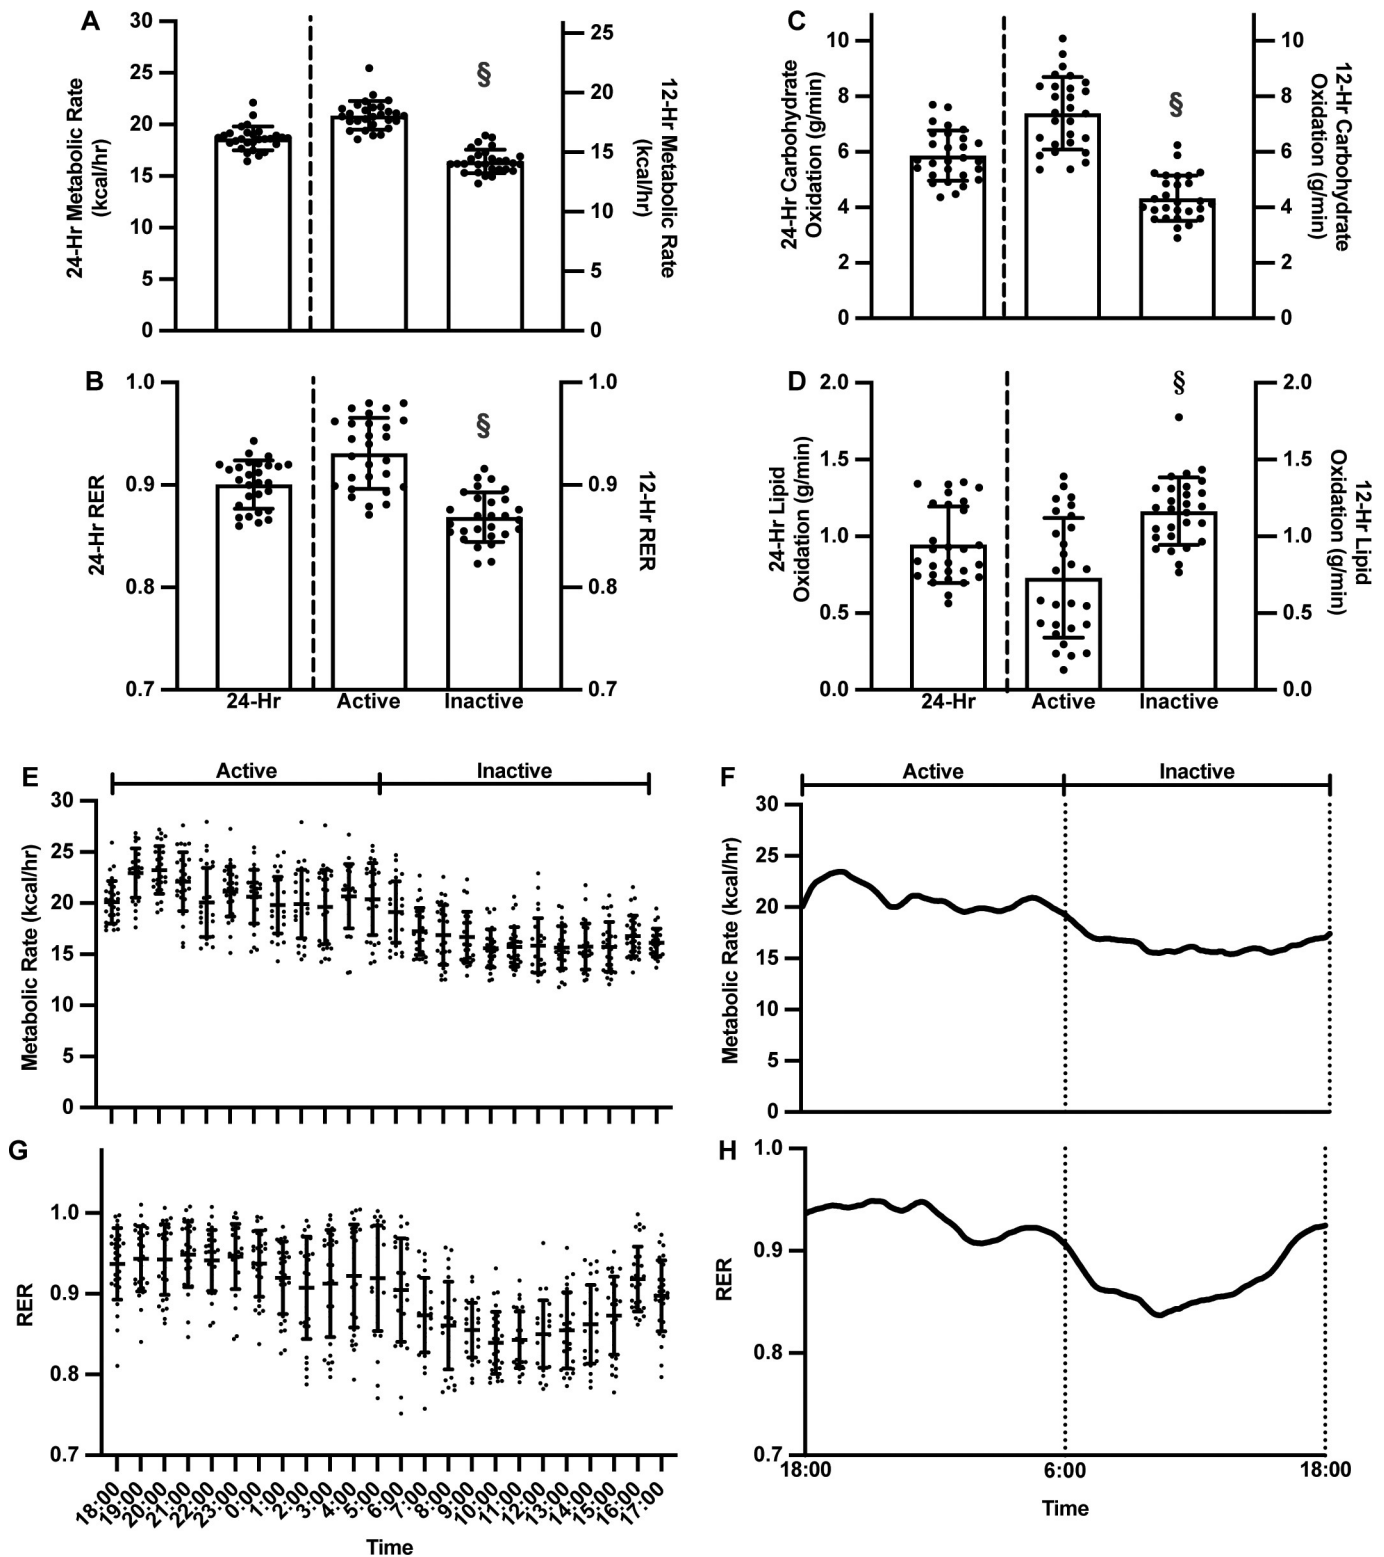 A
30
25
20
15
10
5
0
24-Hr Metabolic Rate
(kcal/hr)
§
25
20
15
10
5
0
12-Hr Metabolic Rate
(kcal/hr)
B
1.0
0.9
0.8
0.7
24-Hr RER
§
1.0
0.9
0.8
0.7
12-Hr RER
24-Hr
Active
Inactive
C
10
8
6
4
2
0
24-Hr Carbohydrate
Oxidation (g/min)
§
10
8
6
4
2
0
12-Hr Carbohydrate
Oxidation (g/min)
D
2.0
1.5
1.0
0.5
0.0
24-Hr Lipid
Oxidation (g/min)
§
2.0
1.5
1.0
0.5
0.0
12-Hr Lipid
Oxidation (g/min)
24-Hr
Active
Inactive
E
Active
Inactive
30
25
20
15
10
5
0
Metabolic Rate (kcal//hr)
F
Active
Inactive
30
25
20
15
10
5
0
Metabolic Rate (kcal/hr)
G
1.0
0.9
0.8
0.7
RER
18:00
19:00
20:00
21:00
22:00
23:00
0:00
1:00
2:00
3:00
4:00
5:00
6:00
7:00
8:00
9:00
10:00
11:00
12:00
13:00
14:00
15:00
16:00
17:00
Time
H
1.0
0.9
0.8
0.7
RER
18:00
6:00
18:00
Time